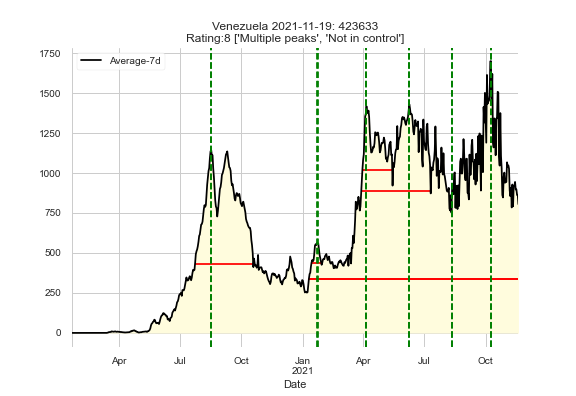 Venezuela 2021-11-19: 423633
Rating:8 ['Multiple peaks', 'Not in control']
1750
Average-7d
1500
1250
1000
750
500
250
0
Apr Jul Oct Jan Apr Jul Oct
2021
Date